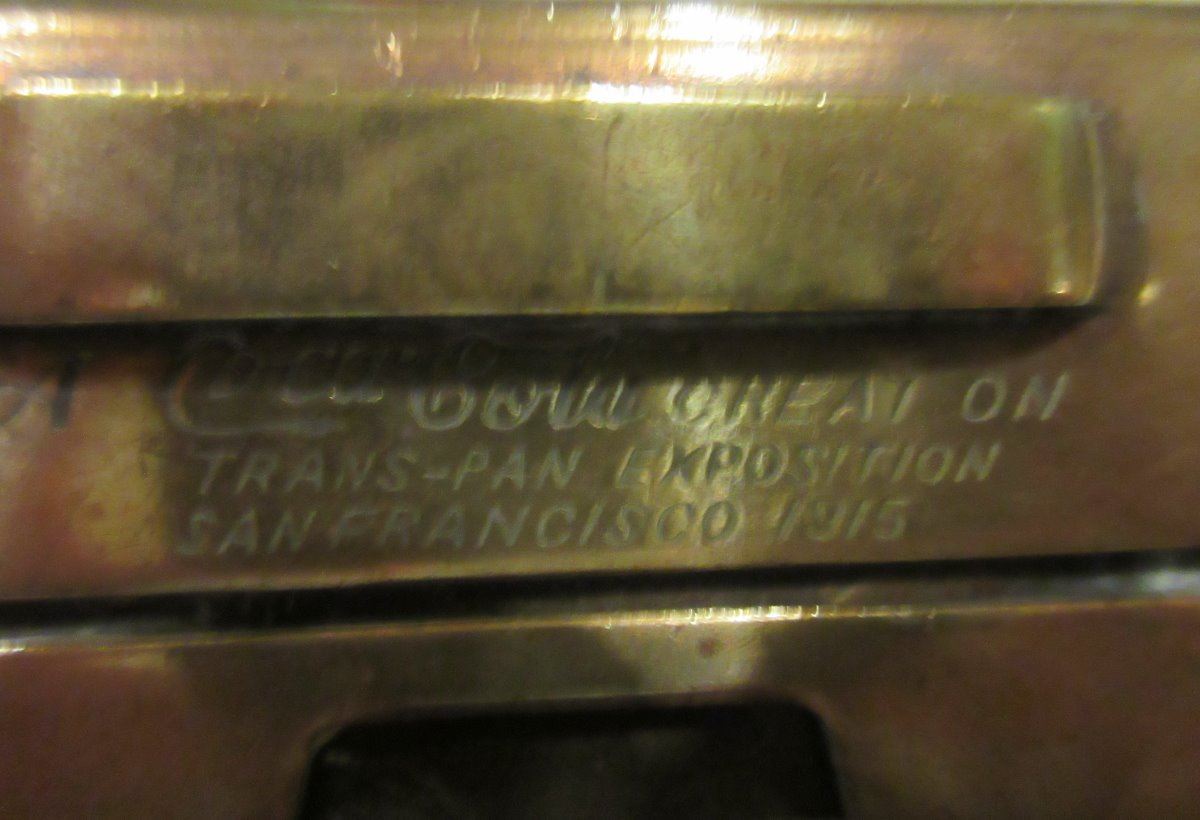 Coca-Cola GREAT ON
TRANS-PAN EXPOSITION
SAN FRANCISCO 1915